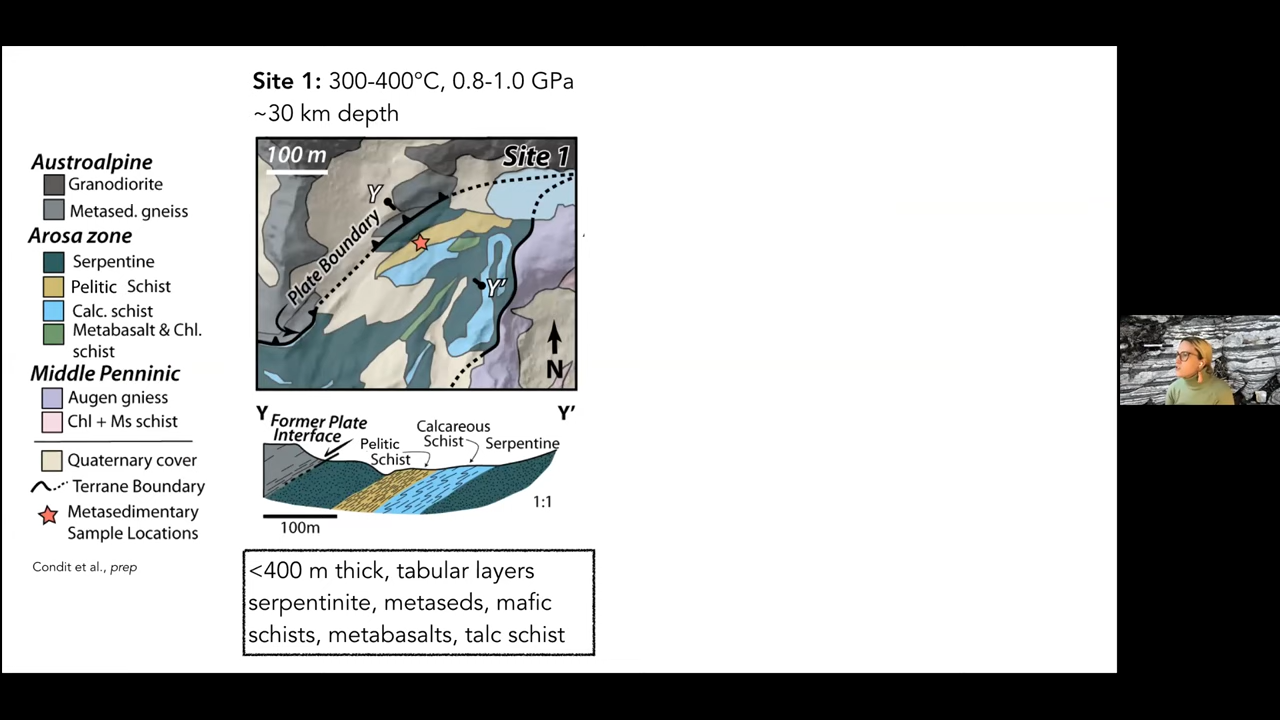 Site 1: 300-400°C, 0.8-1.0 GPa
~30 km depth
Austroalpine
Granodiorite
Metased. gneiss
Arosa zone
Serpentine
Pelitic Schist
Calc. schist
Metabasalt & Chl.
schist
Middle Penninic
Augen gniess
Chl + Ms schist
Quaternary cover
Terrane Boundary
Metasedimentary
Sample Locations
Condit et al., prep
100 m
Site 1
Y
Plate Boundary
Y'
N
Y
Y'
Former Plate
Interface
Pelitic
Schist
Calcareous
Schist
Serpentine
1:1
100m
<400 m thick, tabular layers
serpentinite, metaseds, mafic
schists, metabasalts, talc schist